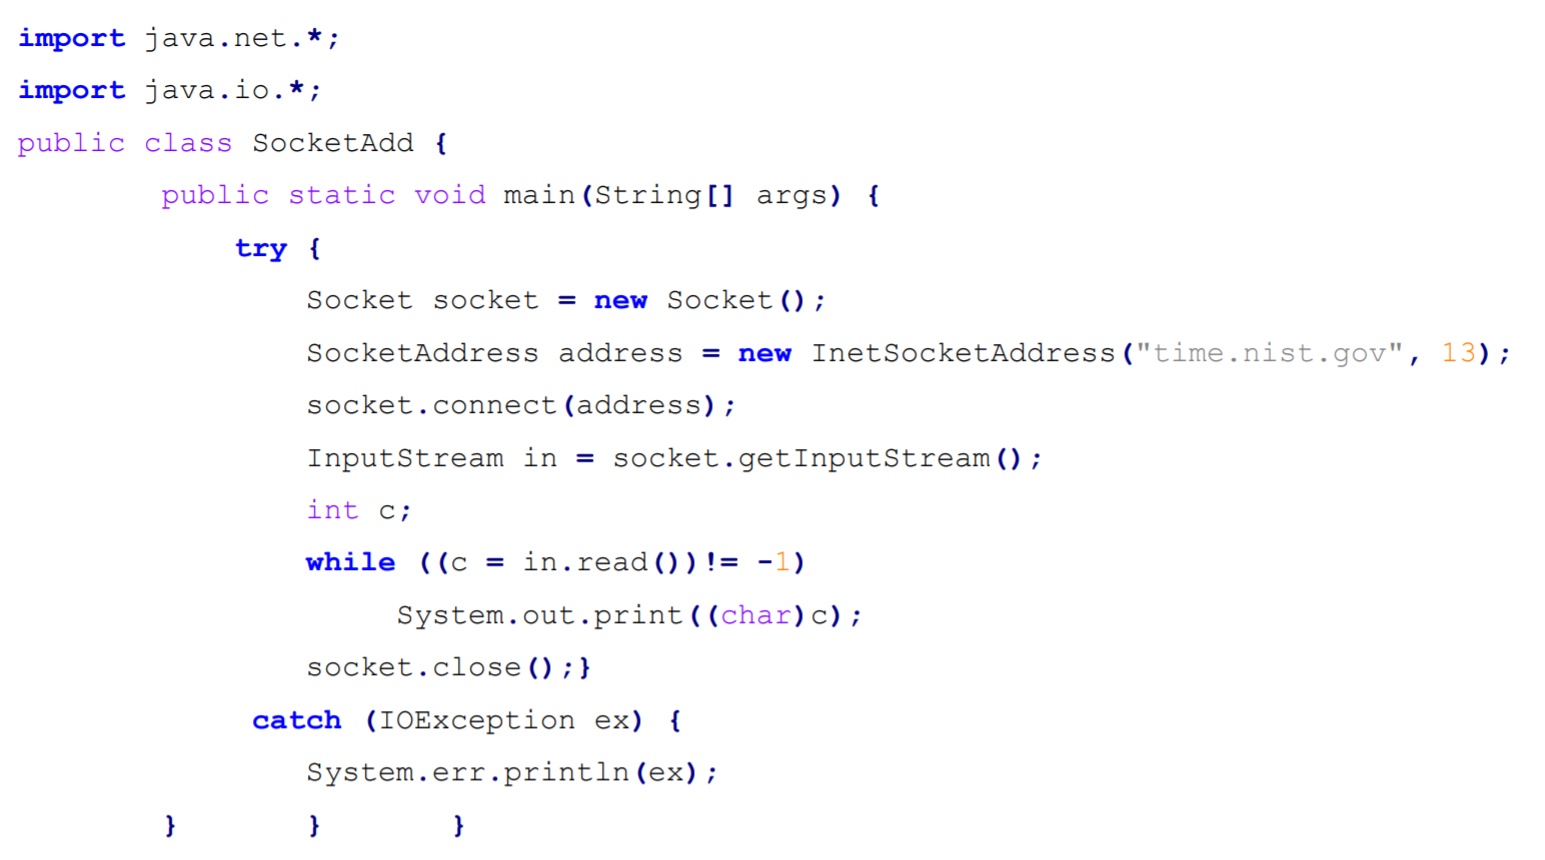 import java.net.*;
import java.io.*;
public class SocketAdd {
public static void main(String[] args) {
try {
Socket socket = new Socket();
SocketAddress address = new InetSocketAddress("time.nist.gov", 13);
socket.connect(address);
InputStream in = socket.getInputStream();
int c;
while ((c = in.read())!= -1)
System.out.print((char)c);
socket.close();}
catch (IOException ex) {
System.err.println(ex);
} } }